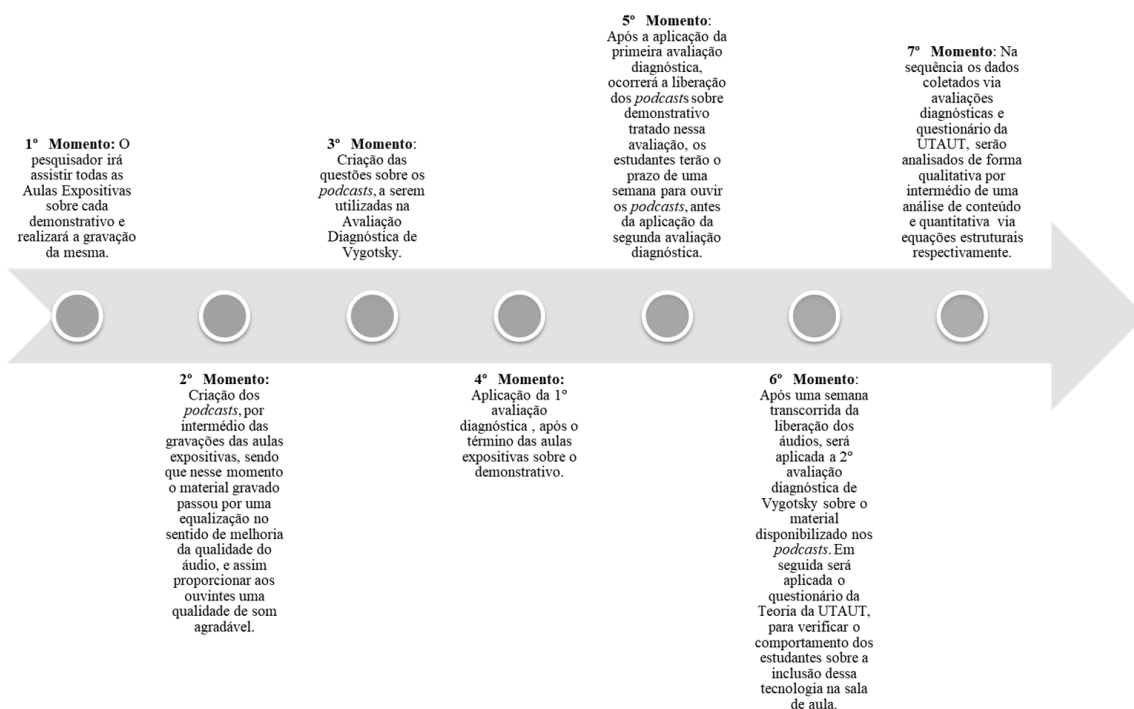 1º Momento: O
pesquisador irá
assistir todas as
Aulas Expositivas
sobre cada
demonstrativo e
realizará a gravação
da mesma.
2º Momento:
Criação dos
podcasts, por
intermédio das
gravações das aulas
expositivas, sendo
que nesse momento
o material gravado
passou por uma
equalização no
sentido de melhoria
da qualidade do
áudio, e assim
proporcionar aos
ouvintes uma
qualidade de som
agradável.
3º Momento:
Criação das
questões sobre os
podcasts, a serem
utilizadas na
Avaliação
Diagnóstica de
Vygotsky.
4º Momento:
Aplicação da 1º
avaliação
diagnóstica , após o
término das aulas
expositivas sobre o
demonstrativo.
5º Momento:
Após a aplicação da
primeira avaliação
diagnóstica,
ocorrerá a liberação
dos podcasts sobre
demonstrativo
tratado nessa
avaliação, os
estudantes terão o
prazo de uma
semana para ouvir
os podcasts, antes
da aplicação da
segunda avaliação
diagnóstica.
6º Momento:
Após uma semana
transcorrida da
liberação dos
áudios, será
aplicada a 2º
avaliação
diagnóstica de
Vygotsky sobre o
material
disponibilizado nos
podcasts. Em
seguida será
aplicada o
questionário da
Teoria da UTAUT,
para verificar o
comportamento dos
estudantes sobre a
inclusão dessa
tecnologia na sala
de aula.
7º Momento: Na
sequência os dados
coletados via
avaliações
diagnósticas e
questionário da
UTAUT, serão
analisados de forma
qualitativa por
intermédio de uma
análise de conteúdo
e quantitativa via
equações estruturais
respectivamente.